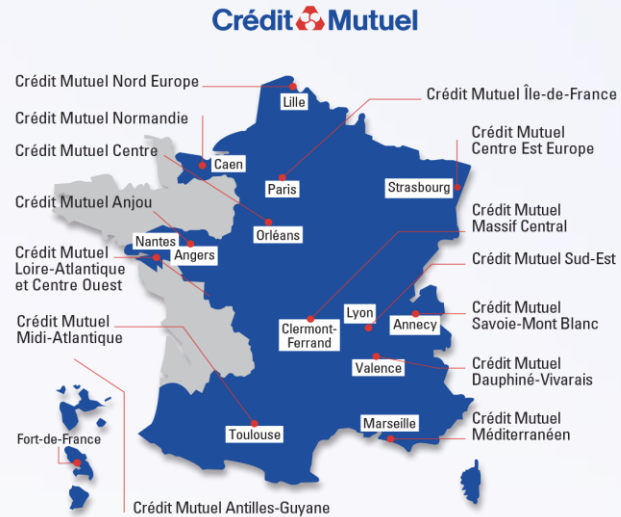 Crédit Mutuel
Crédit Mutuel Nord Europe
Lille
Crédit Mutuel Île-de-France
Crédit Mutuel Normandie
Crédit Mutuel
Centre Est Europe
Crédit Mutuel Centre
Caen
Paris
Strasbourg
Crédit Mutuel Anjou
Crédit Mutuel
Massif Central
Orléans
Nantes
Angers
Crédit Mutuel
Loire-Atlantique
et Centre Ouest
Crédit Mutuel Sud-Est
Crédit Mutuel
Midi-Atlantique
Clermont-
Ferrand
Lyon
Annecy
Crédit Mutuel
Savoie-Mont Blanc
Valence
Crédit Mutuel
Dauphiné-Vivarais
Fort-de-France
Toulouse
Marseille
Crédit Mutuel
Méditerranéen
Crédit Mutuel Antilles-Guyane